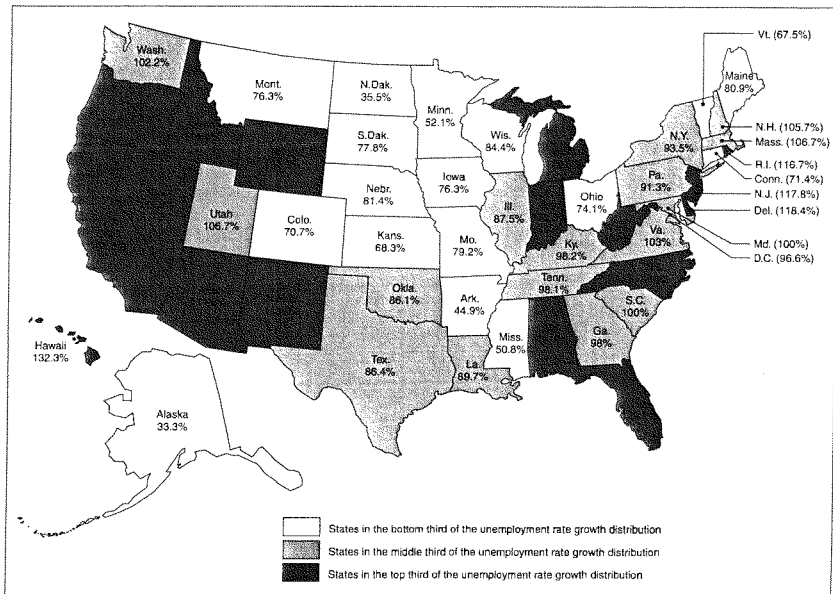 Wash.
102.2%
Mont.
76.3%
N.Dak.
35.5%
Minn.
52.1%
S.Dak.
77.8%
Wis.
84.4%
Nebr.
81.4%
Iowa
76.3%
Utah
106.7%
Colo.
70.7%
Kans.
68.3%
Mo.
79.2%
Ill.
87.5%
Ohio
74.1%
Ky.
98.2%
Tenn.
98.1%
Okla.
86.1%
Ark.
44.9%
Tex.
86.4%
La.
89.7%
Miss.
50.8%
Ga.
98%
S.C.
100%
Va.
103%
Pa.
91.3%
N.Y.
93.5%
Maine
80.9%
Vt. (67.5%)
N.H. (105.7%)
Mass. (106.7%)
R.I. (116.7%)
Conn. (71.4%)
N.J. (117.8%)
Del. (118.4%)
Md. (100%)
D.C. (96.6%)
Hawaii
132.3%
Alaska
33.3%
States in the bottom third of the unemployment rate growth distribution
States in the middle third of the unemployment rate growth distribution
States in the top third of the unemployment rate growth distribution